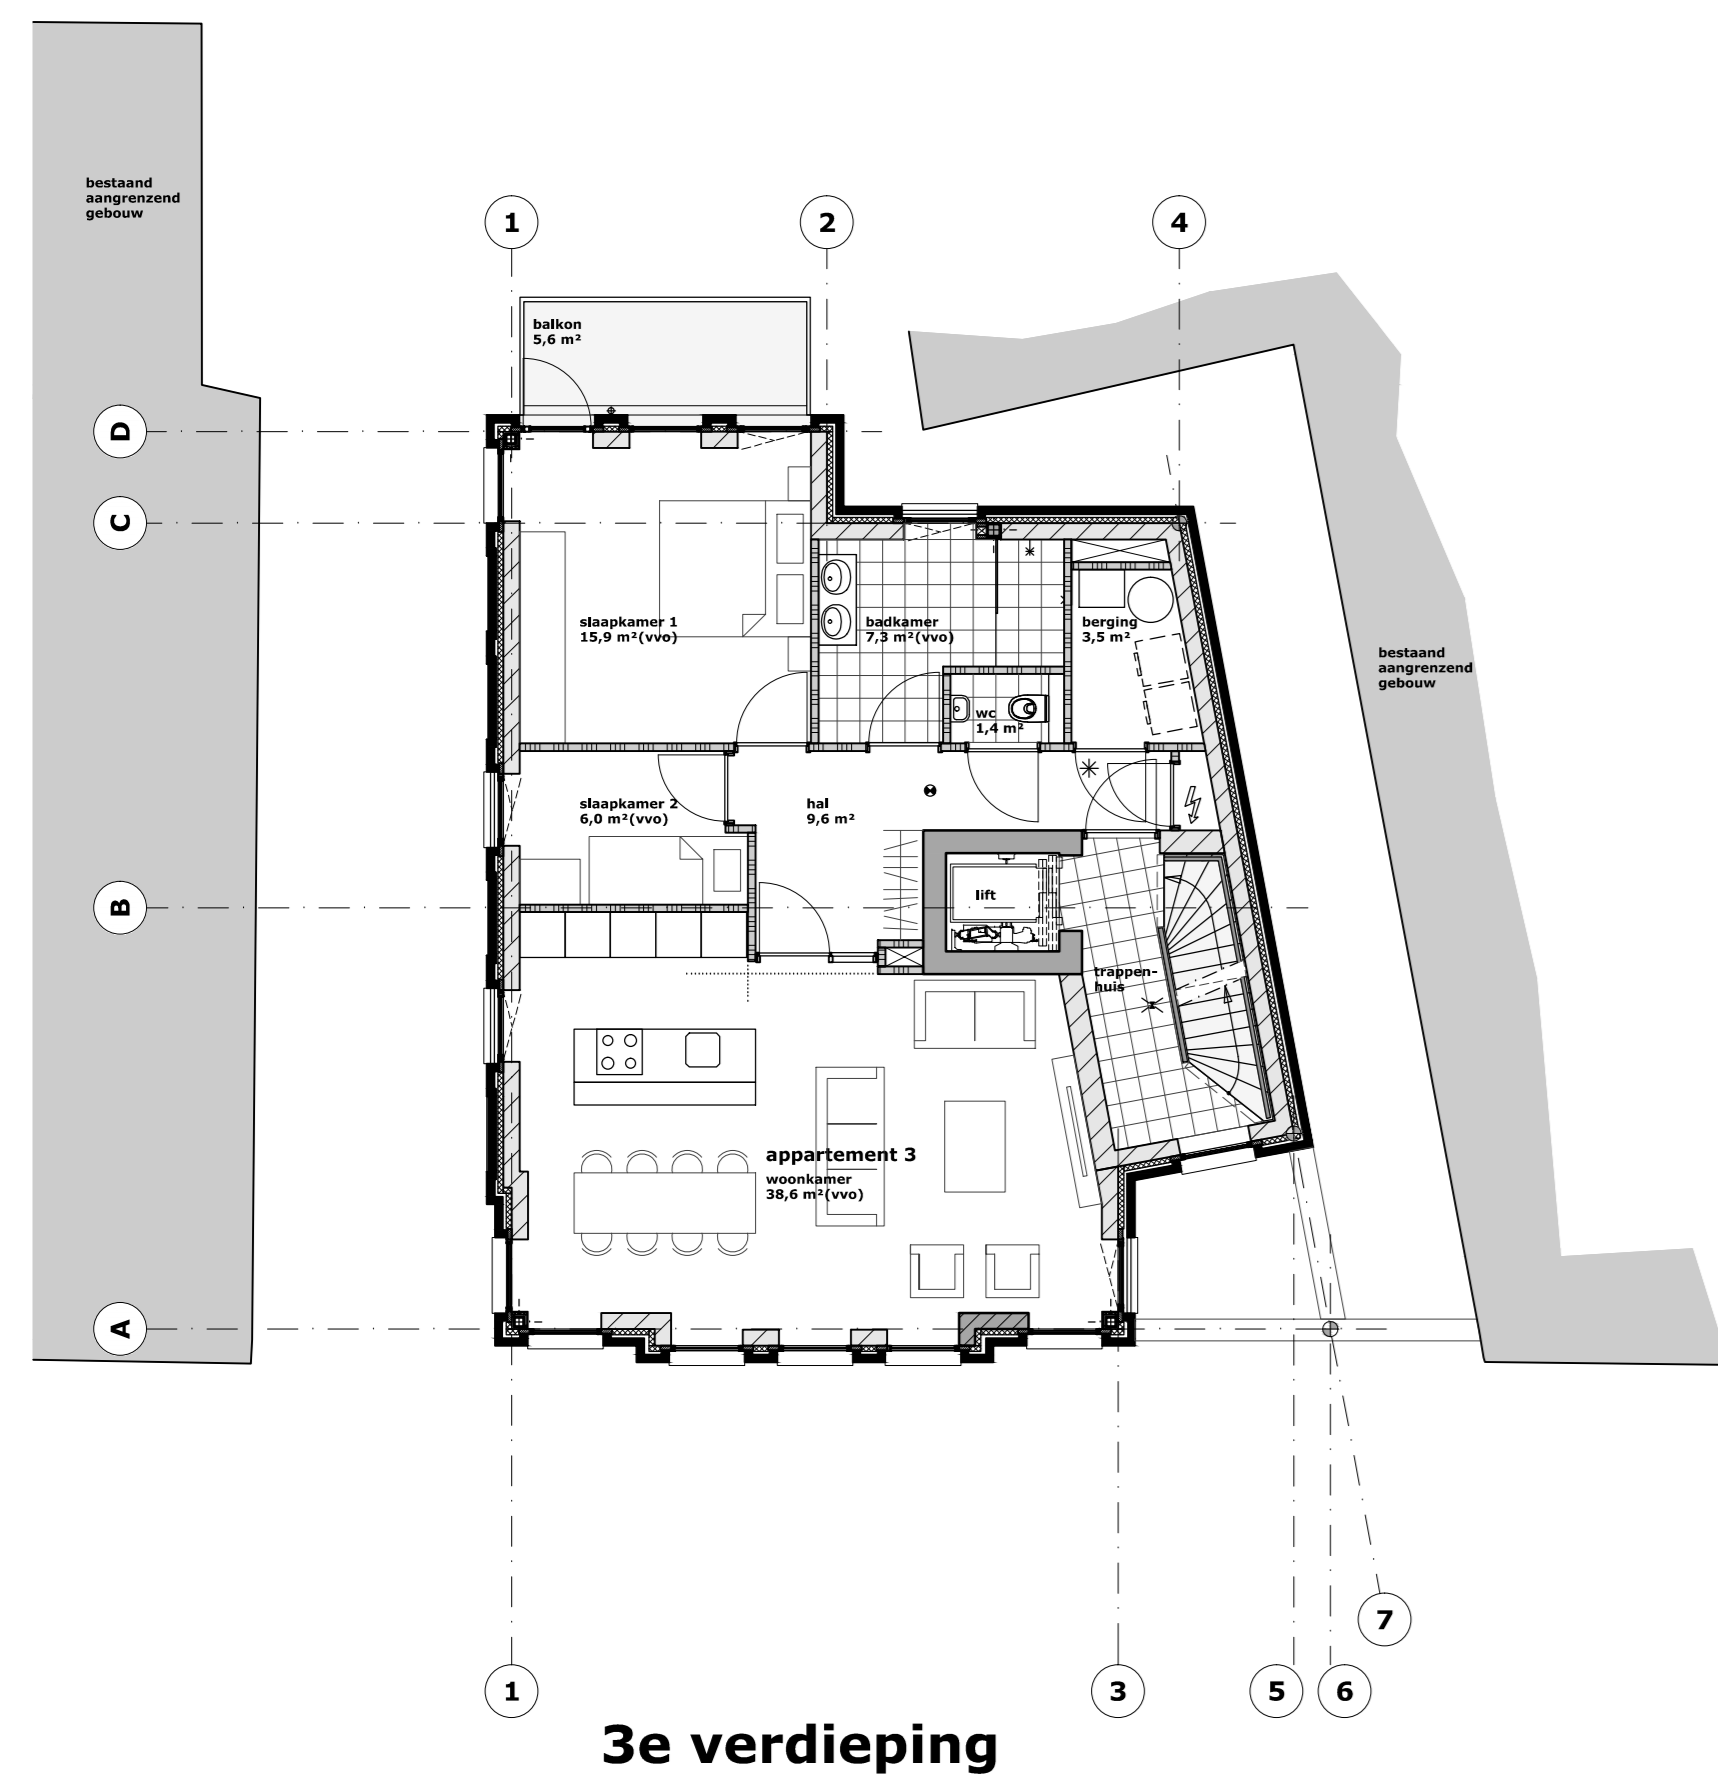 bestaand
aangrenzend
gebouw
1
2
4
balkon
5,6 m²
D
C
slaapkamer 1
15,9 m²(vvo)
badkamer
7,3 m²(vvo)
berging
3,5 m²
bestaand
aangrenzend
gebouw
wc
1,4 m²
slaapkamer 2
6,0 m²(vvo)
hal
9,6 m²
B
lift
trappen-
huis
appartement 3
woonkamer
38,6 m²(vvo)
A
7
1
3
5
6
3e verdieping